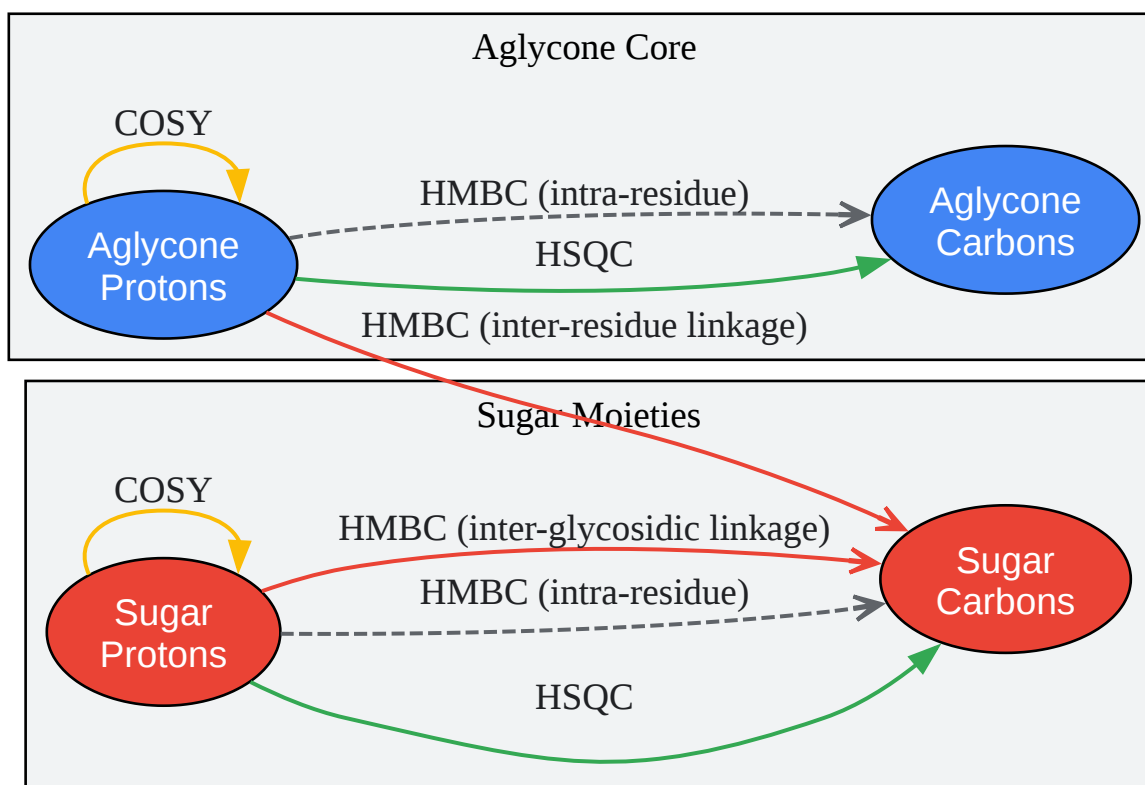 Aglycone Core
COSY
HMBC (intra-residue)
Aglycone
Carbons
Aglycone
Protons
HSQC
HMBC (inter-residue linkage)
Sugar Moieties
COSY
HMBC (inter-glycosidic linkage)
Sugar
Carbons
HMBC (intra-residue)
Sugar
Protons
HSQC